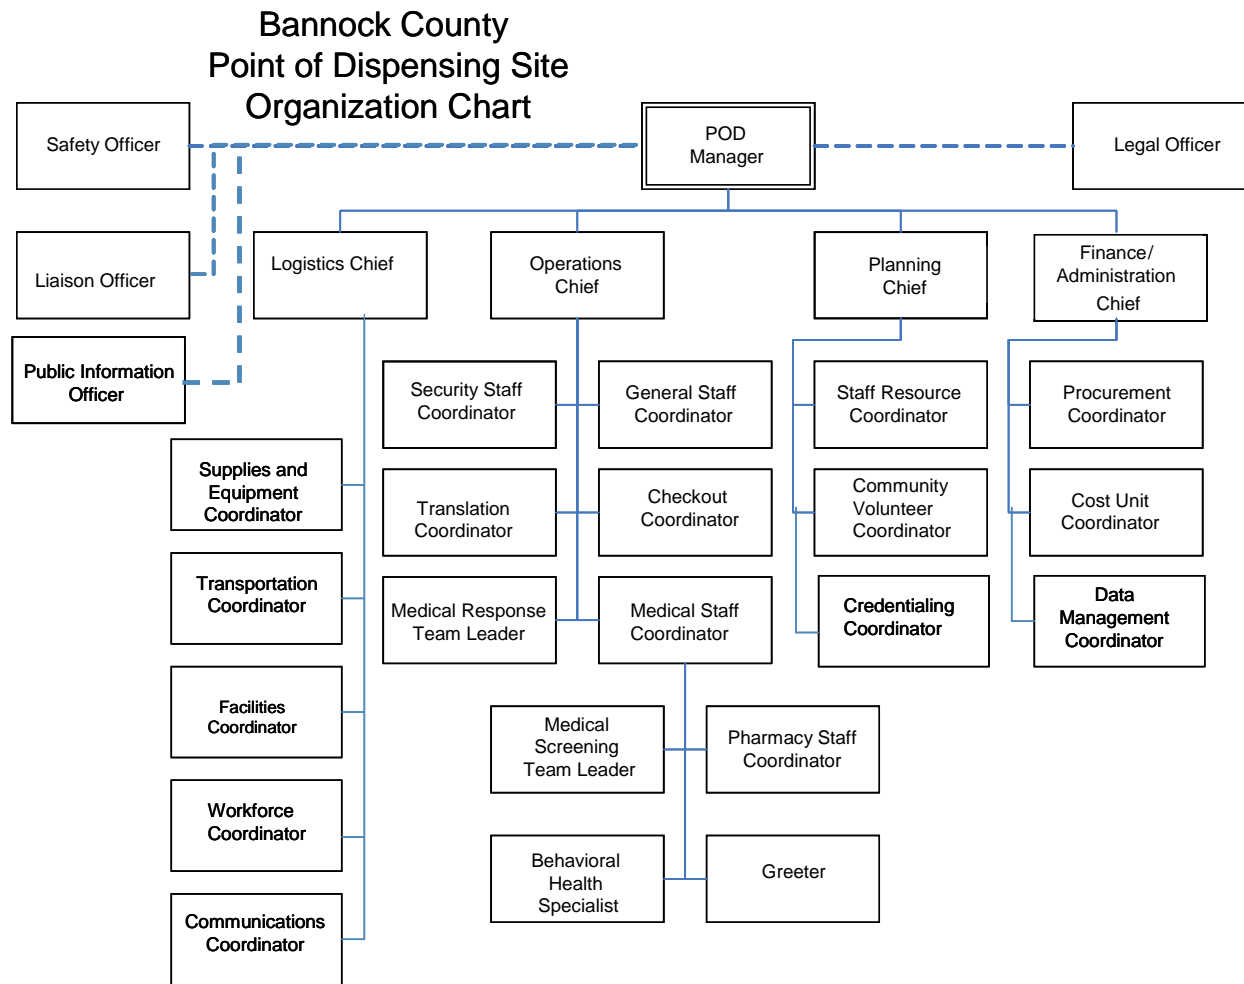 Bannock County
Point of Dispensing Site
Organization Chart
Safety Officer
POD
Manager
Legal Officer
Liaison Officer
Logistics Chief
Operations
Chief
Planning
Chief
Finance/
Administration
Chief
Public Information
Officer
Security Staff
Coordinator
General Staff
Coordinator
Staff Resource
Coordinator
Procurement
Coordinator
Supplies and
Equipment
Coordinator
Translation
Coordinator
Checkout
Coordinator
Community
Volunteer
Coordinator
Cost Unit
Coordinator
Transportation
Coordinator
Medical Response
Team Leader
Medical Staff
Coordinator
Credentialing
Coordinator
Data
Management
Coordinator
Facilities
Coordinator
Medical
Screening
Team Leader
Pharmacy Staff
Coordinator
Workforce
Coordinator
Behavioral
Health
Specialist
Greeter
Communications
Coordinator